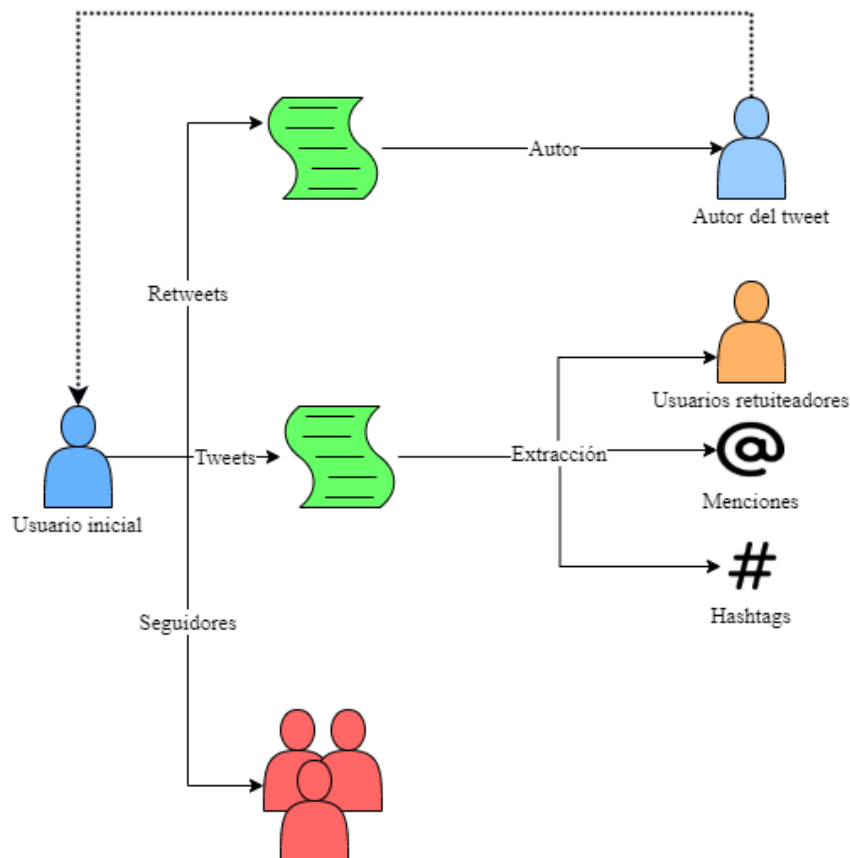 Autor
Autor del tweet
Retweets
Usuarios retuiteadores
Tweets
Extracción
@
Menciones
Usuario inicial
#
Hashtags
Seguidores